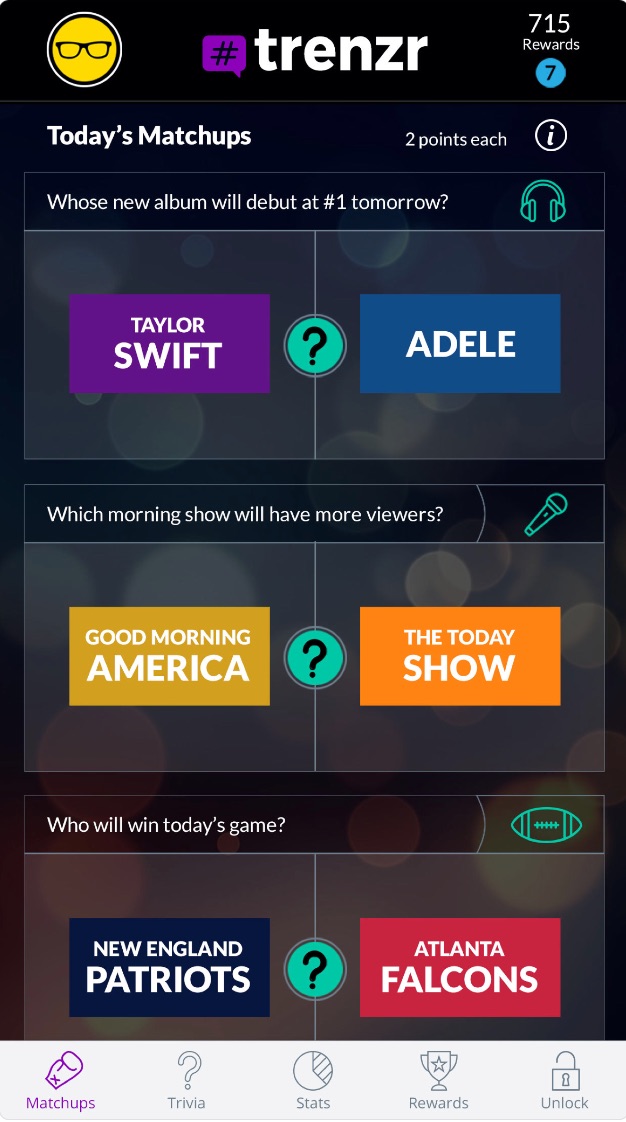 #trenzr
715
Rewards
7
Today's Matchups
2 points each
i
Whose new album will debut at #1 tomorrow?
TAYLOR
SWIFT
?
ADELE
Which morning show will have more viewers?
GOOD MORNING
AMERICA
?
THE TODAY
SHOW
Who will win today's game?
NEW ENGLAND
PATRIOTS
?
ATLANTA
FALCONS
Matchups
?
Trivia
Stats
Rewards
Unlock